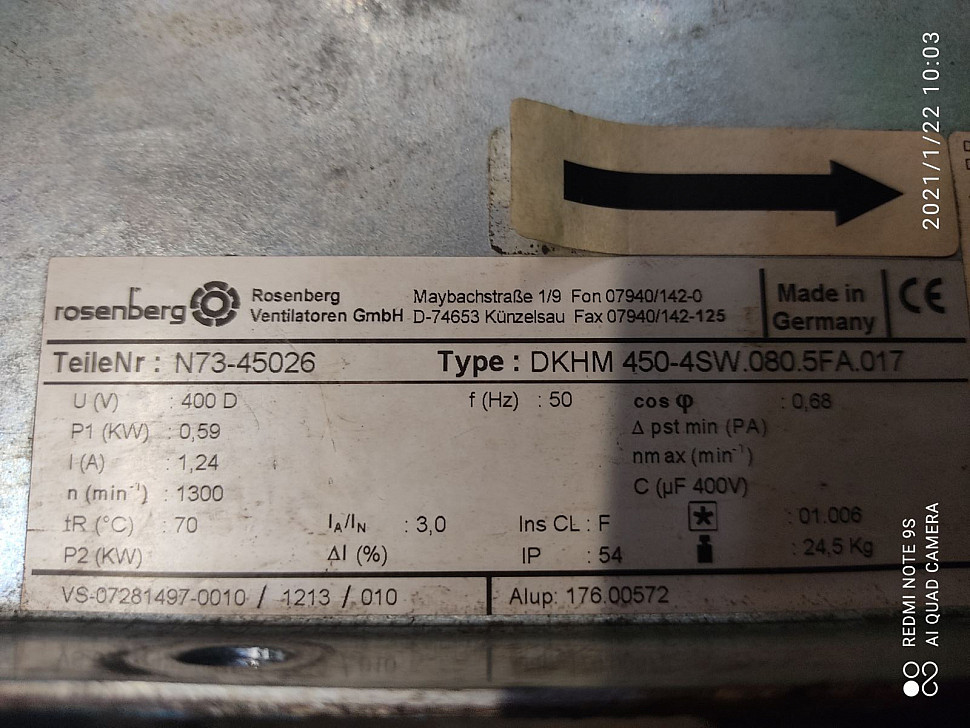 2021/1/22 10:03
rosenberg
Rosenberg
Ventilatoren GmbH
Maybachstraße 1/9 Fon 07940/142-0
D-74653 Künzelsau Fax 07940/142-125
Made in
Germany
CE
TeileNr : N73-45026 Type : DKHM 450-4SW.080.5FA.017
U (V) : 400 D f (Hz) : 50 cos φ : 0,68
P1 (KW) : 0,59 Δ pst min (PA)
I (A) : 1,24 nmax (min⁻¹)
n (min⁻¹) : 1300 C (µF 400V)
tR (°C) : 70 IA/IN : 3,0 Ins CL : F : 01.006
P2 (KW) ΔI (%) IP : 54 : 24,5 Kg
VS-07281497-0010 / 1213 / 010 Alup: 176.00572
REDMI NOTE 9S
AI QUAD CAMERA